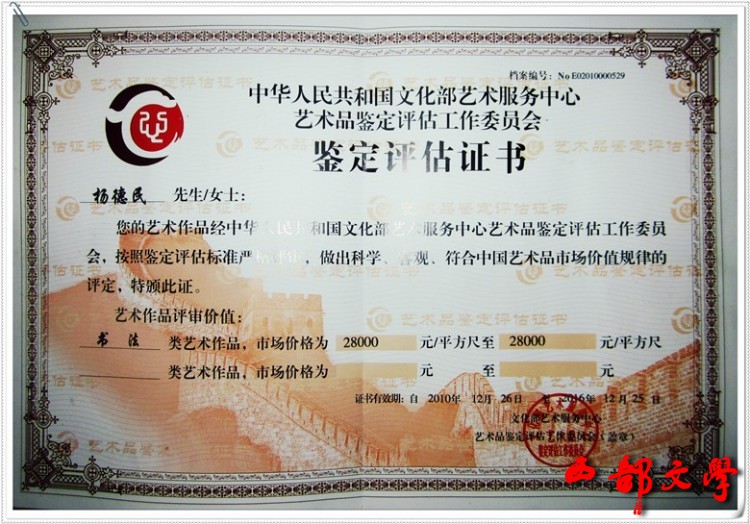 档案编号：No E02010000529
中华人民共和国文化部艺术服务中心
艺术品鉴定评估工作委员会
鉴定评估证书
杨德民 先生/女士：
您的艺术作品经中华人民共和国文化部艺术服务中心艺术品鉴定评估工作委员
会，按照鉴定评估标准严 ，做出科学、客观、符合中国艺术品市场价值规律的
评定，特颁此证。
艺术作品评审价值：
书法 类艺术作品，市场价格为 28000 元/平方尺至 28000 元/平方尺
类艺术作品，市场价格为 元 至 元
证书有效期：自 2010年 12月 26日 至 2016年 12月 25日
文化部艺术服务中心
艺术品鉴定评估工作委员会（盖章）
西部文学